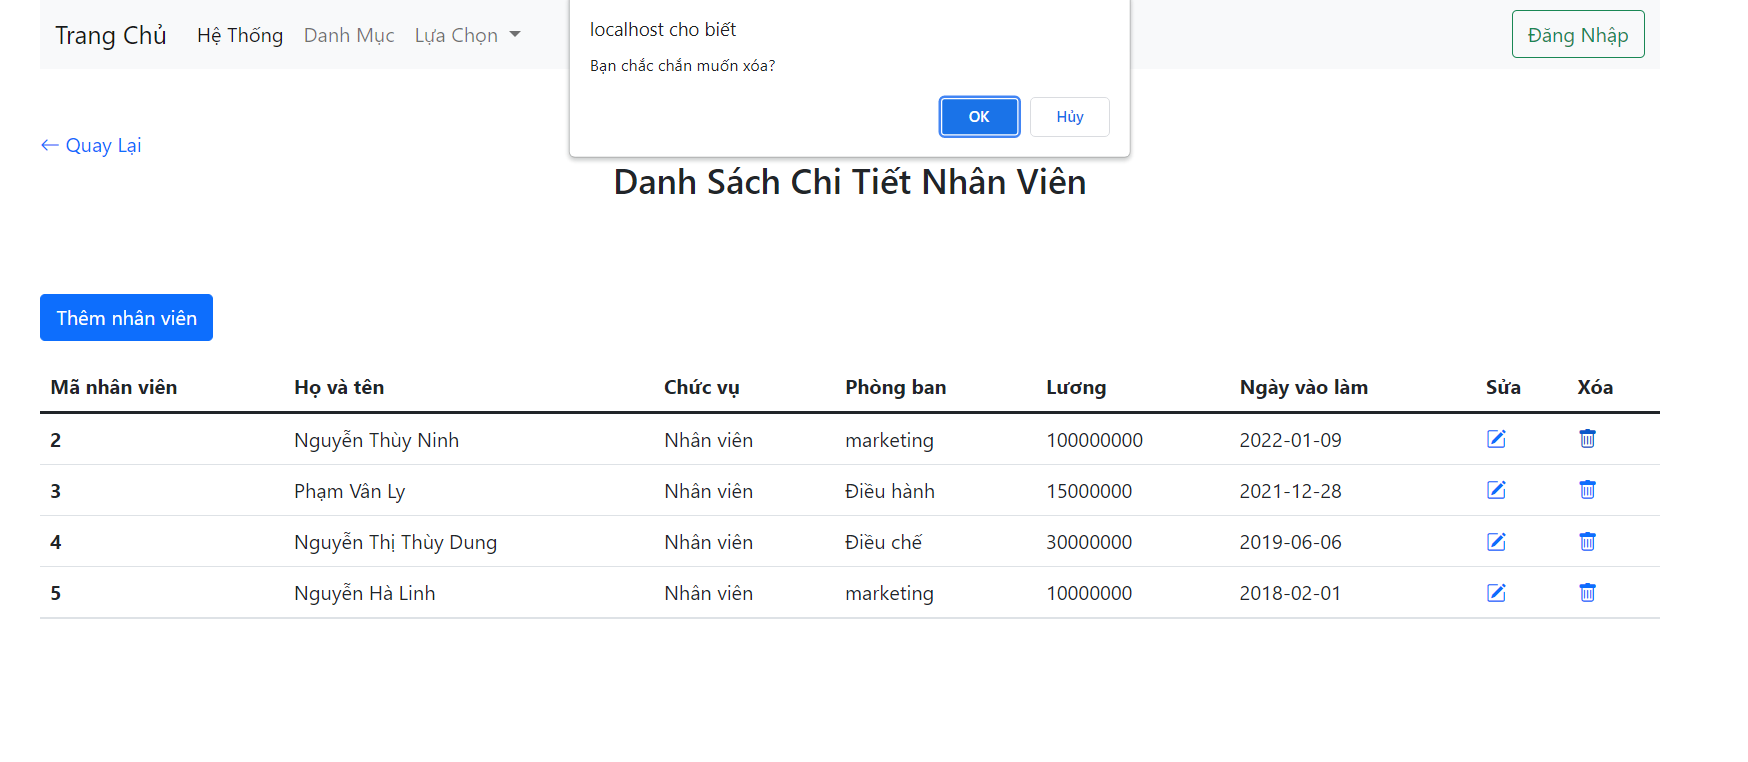 Trang Chủ Hệ Thống Danh Mục Lựa Chọn Đăng Nhập
localhost cho biết
Bạn chắc chắn muốn xóa?
OK Hủy
← Quay Lại
Danh Sách Chi Tiết Nhân Viên
Thêm nhân viên
Mã nhân viên Họ và tên Chức vụ Phòng ban Lương Ngày vào làm Sửa Xóa
2 Nguyễn Thùy Ninh Nhân viên marketing 100000000 2022-01-09
3 Phạm Vân Ly Nhân viên Điều hành 15000000 2021-12-28
4 Nguyễn Thị Thùy Dung Nhân viên Điều chế 30000000 2019-06-06
5 Nguyễn Hà Linh Nhân viên marketing 10000000 2018-02-01